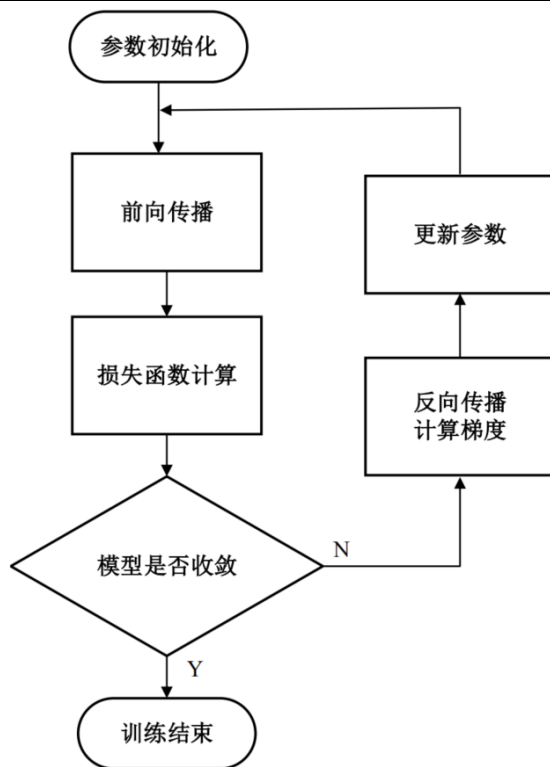 参数初始化
前向传播
更新参数
损失函数计算
反向传播
计算梯度
模型是否收敛
N
Y
训练结束